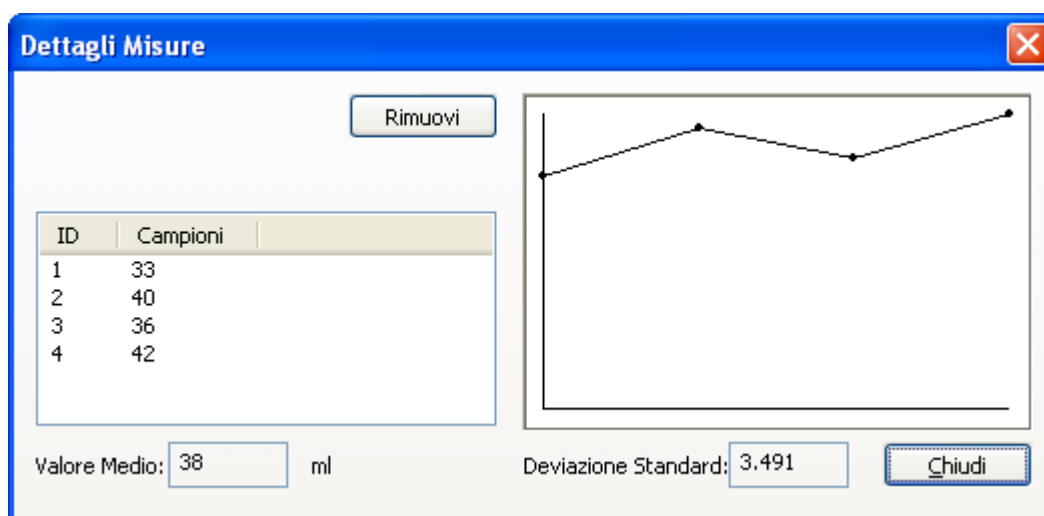 Dettagli Misure
Rimuovi
ID Campioni
1 33
2 40
3 36
4 42
Valore Medio: 38 ml Deviazione Standard: 3.491 Chiudi